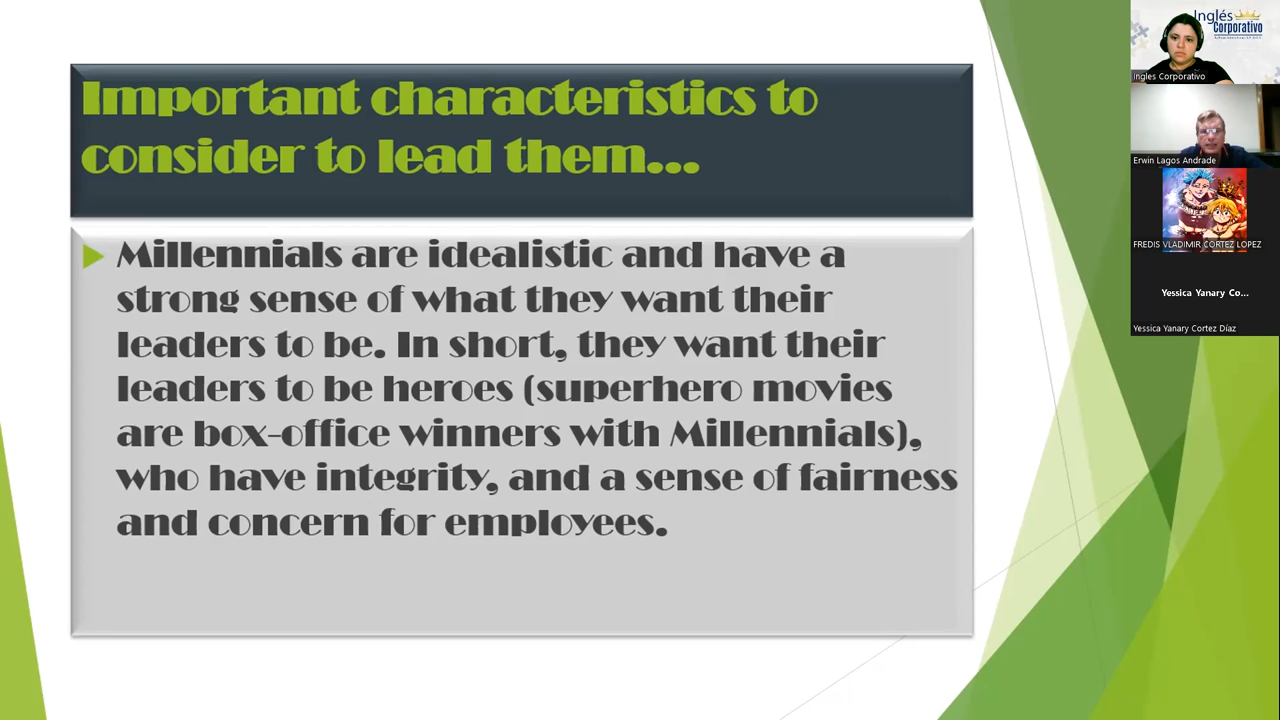 Important characteristics to
consider to lead them...
Millennials are idealistic and have a
strong sense of what they want their
leaders to be. In short, they want their
leaders to be heroes (superhero movies
are box-office winners with Millennials),
who have integrity, and a sense of fairness
and concern for employees.
Inglés
Corporativo
Ingles Corporativo
Erwin Lagos Andrade
FREDIS VLADIMIR CORTEZ LOPEZ
Yessica Yanary Co...
Yessica Yanary Cortez Díaz